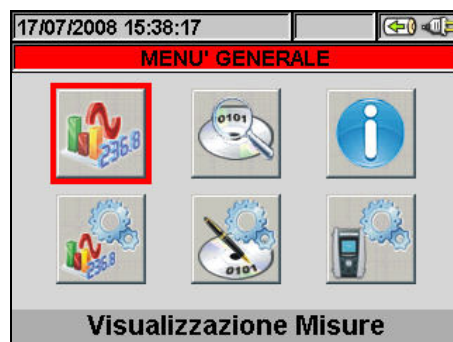 17/07/2008 15:38:17
MENU' GENERALE
236.8 0101
236.8 0101
Visualizzazione Misure